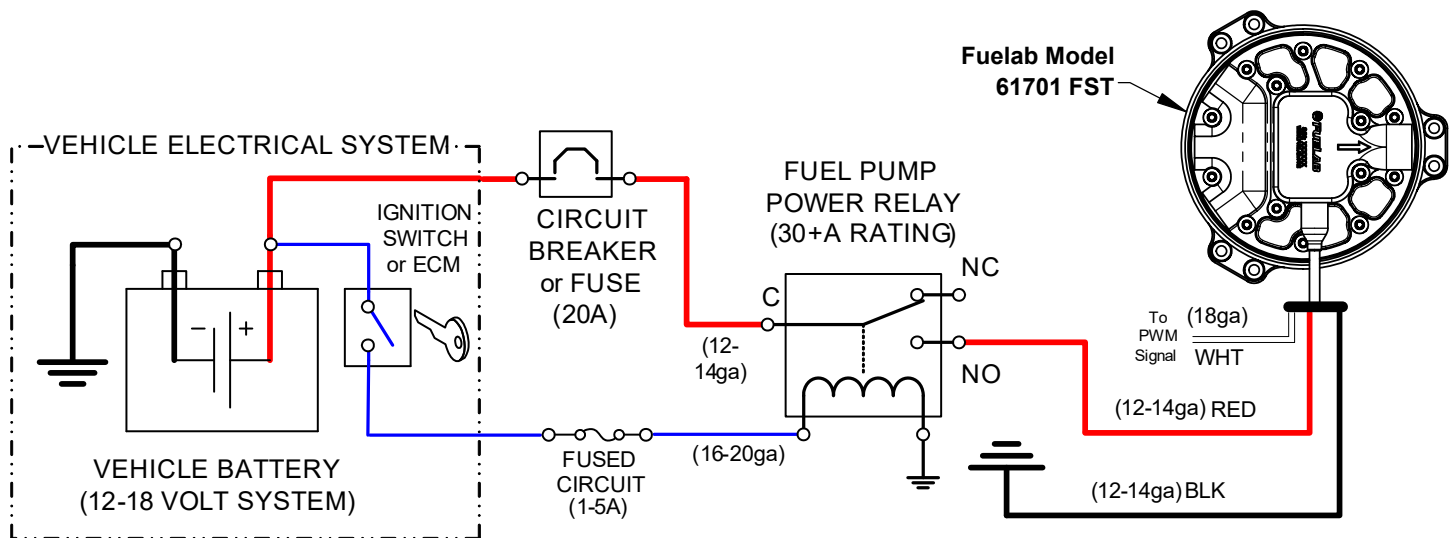 Fuelab Model
61701 FST
VEHICLE ELECTRICAL SYSTEM
IGNITION
SWITCH
or ECM
CIRCUIT
BREAKER
or FUSE
(20A)
FUEL PUMP
POWER RELAY
(30+A RATING)
NC
C
NO
(12-
14ga)
To
PWM
Signal
(18ga)
WHT
(12-14ga) RED
(12-14ga) BLK
− +
VEHICLE BATTERY
(12-18 VOLT SYSTEM)
FUSED
CIRCUIT
(1-5A)
(16-20ga)
FUELAB